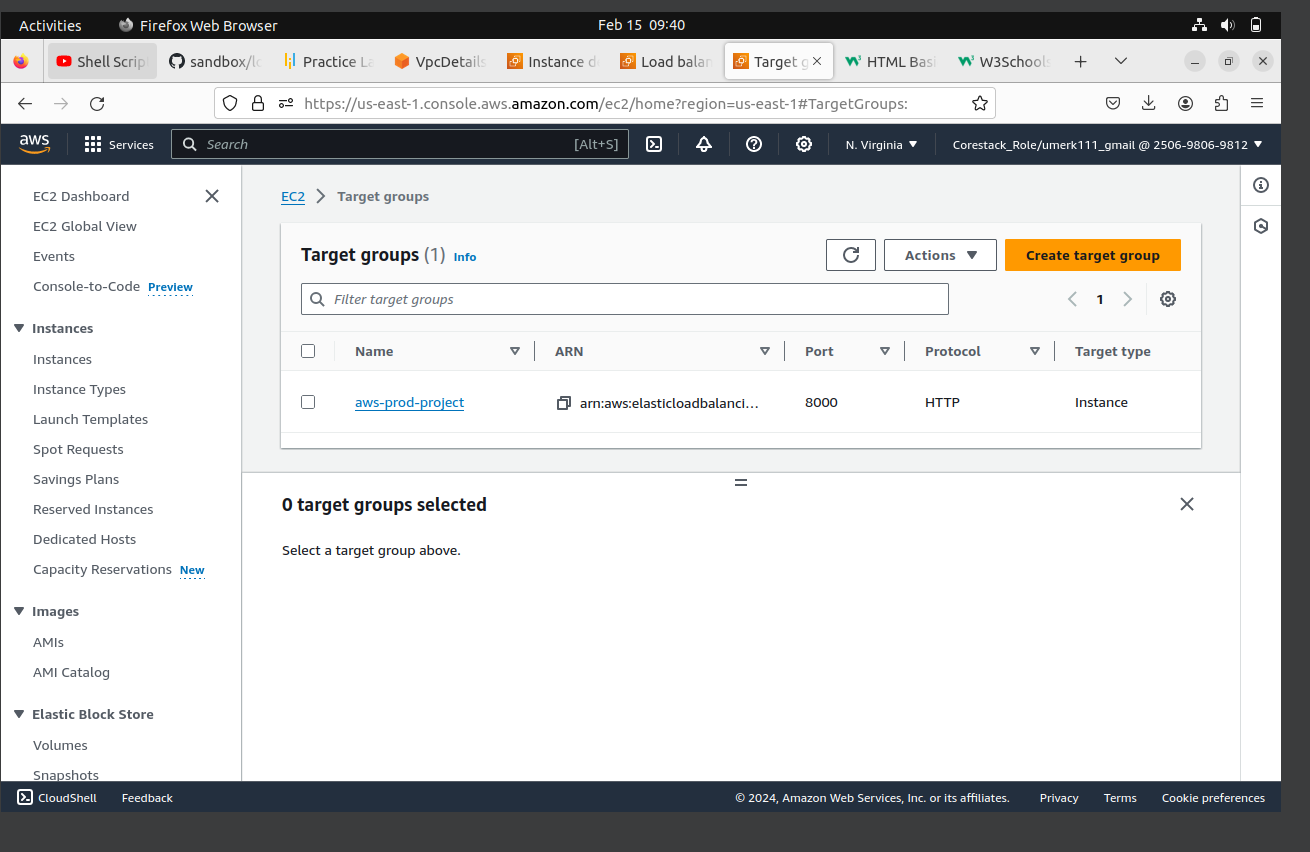 Activities Firefox Web Browser Feb 15 09:40
Shell Scrip sandbox/lo Practice La VpcDetails Instance d Load balan Target g HTML Basi W3Schools
https://us-east-1.console.aws.amazon.com/ec2/home?region=us-east-1#TargetGroups:
aws Services Search [Alt+S] N. Virginia Corestack_Role/umerk111_gmail @ 2506-9806-9812
EC2 Dashboard
EC2 Global View
Events
Console-to-Code Preview
Instances
Instances
Instance Types
Launch Templates
Spot Requests
Savings Plans
Reserved Instances
Dedicated Hosts
Capacity Reservations New
Images
AMIs
AMI Catalog
Elastic Block Store
Volumes
Snapshots
EC2 Target groups
Target groups (1) Info Actions Create target group
Filter target groups 1
Name ARN Port Protocol Target type
aws-prod-project arn:aws:elasticloadbalanci... 8000 HTTP Instance
0 target groups selected
Select a target group above.
CloudShell Feedback © 2024, Amazon Web Services, Inc. or its affiliates. Privacy Terms Cookie preferences